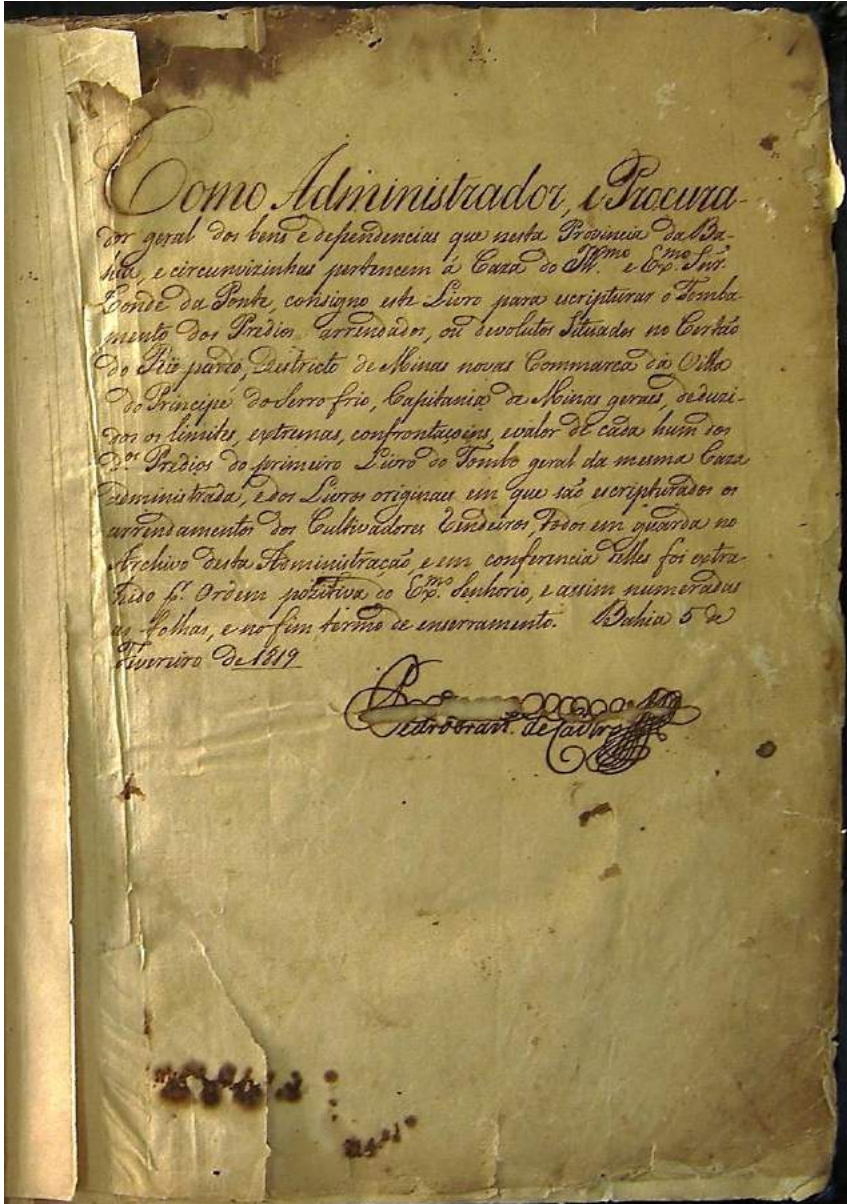 Como Administrador, e Procura-
dor geral dos bens e dependencias que nesta Provincia da Ba-
hia, e circunvizinhas pertencem á Caza do Ill.mo e Ex.mo Snr.
Conde da Ponte, consigno este Livro para escripturar o Tomba-
mento dos Predios arrendados, ou devolutos Situados no Certão
do Rio pardo, Districto de Minas novas Commarca da Villa
do Principe do Serro frio, Capitania de Minas geraes, deduzi-
dos os limites, extremas, confrontaçoins, e valor de cada hum dos
d.os Predios do primeiro Livro do Tombo geral da mesma Caza
administrada, e dos Livros originaes em que são escripturados os
arrendamentos dos Cultivadores Rendeiros, todos em guarda no
Archivo desta Administração, e em conferencia delles foi extra-
hido p.r Ordem pozitiva do Ex.mo Senhorio, e assim numeradas
as folhas, e no fim termo de enserramento. Bahia 5 de
Fevereiro de 1819
Pedro de Castro